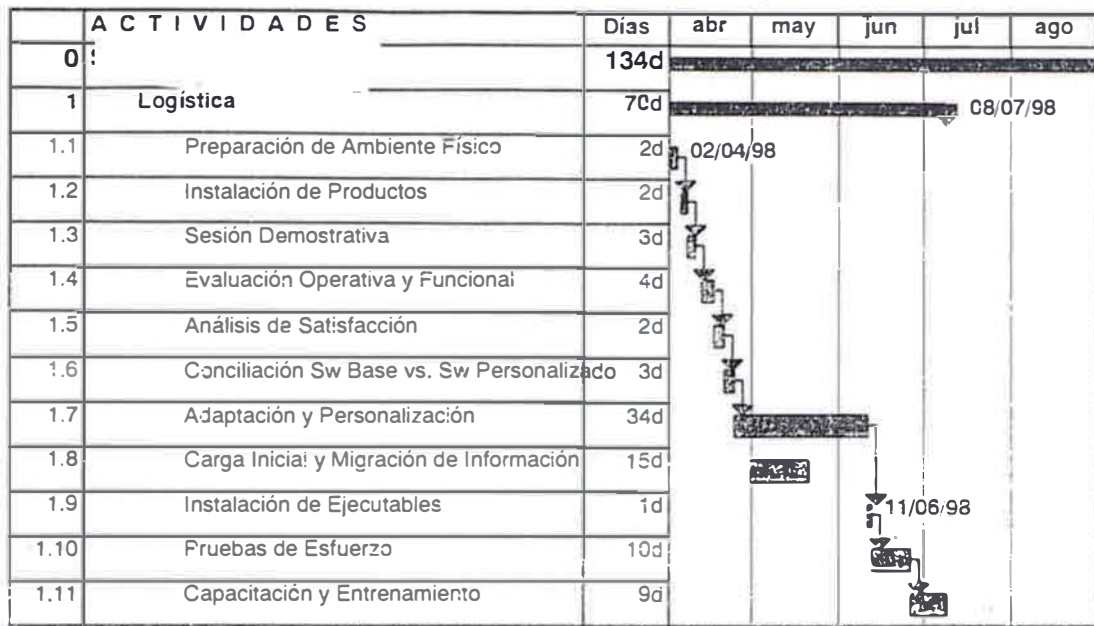 ACTIVIDADES Días abr may jun jul ago
0 134d
1 Logística 70d 08/07/98
1.1 Preparación de Ambiente Físico 2d 02/04/98
1.2 Instalación de Productos 2d
1.3 Sesión Demostrativa 3d
1.4 Evaluación Operativa y Funcional 4d
1.5 Análisis de Satisfacción 2d
1.6 Conciliación Sw Base vs. Sw Personalizado 3d
1.7 Adaptación y Personalización 34d
1.8 Carga Inicial y Migración de Información 15d
1.9 Instalación de Ejecutables 1d 11/06/98
1.10 Pruebas de Esfuerzo 10d
1.11 Capacitación y Entrenamiento 9d